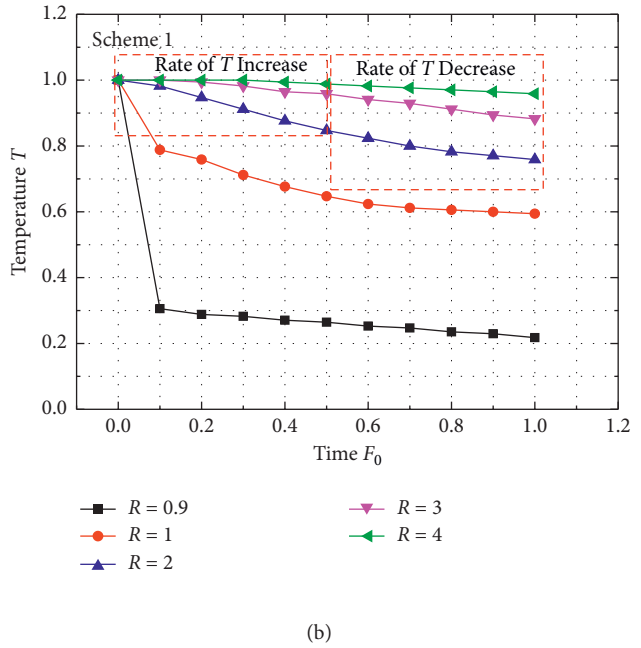 Scheme 1
Rate of T Increase
Rate of T Decrease
1.2
1.0
0.8
0.6
0.4
0.2
0.0
Temperature T
0.0 0.2 0.4 0.6 0.8 1.0 1.2
Time F0
R = 0.9
R = 1
R = 2
R = 3
R = 4
(b)